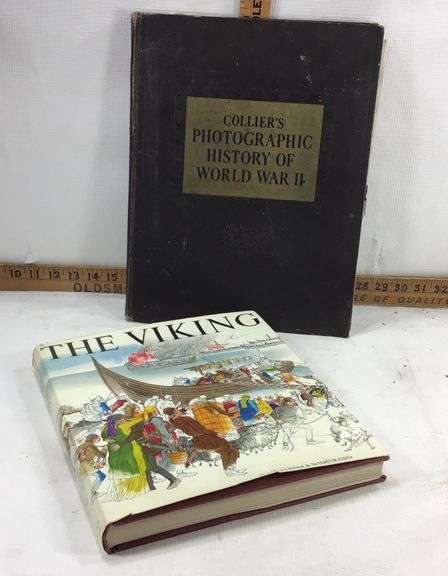 COLLIER'S
PHOTOGRAPHIC
HISTORY OF
WORLD WAR II
10 11 12 13 14 15
OLDSM
28 29 30 31 32
E OF QUALITY
THE VIKING